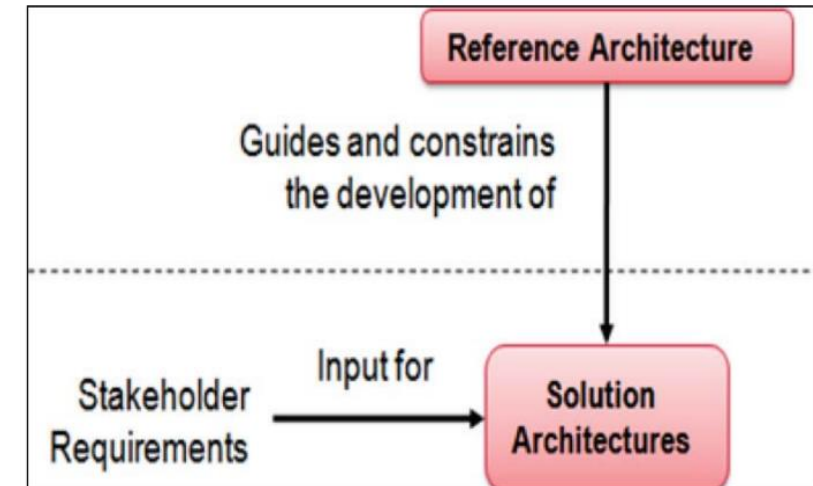 Reference Architecture
Guides and constrains
the development of
Input for
Stakeholder
Requirements
Solution
Architectures